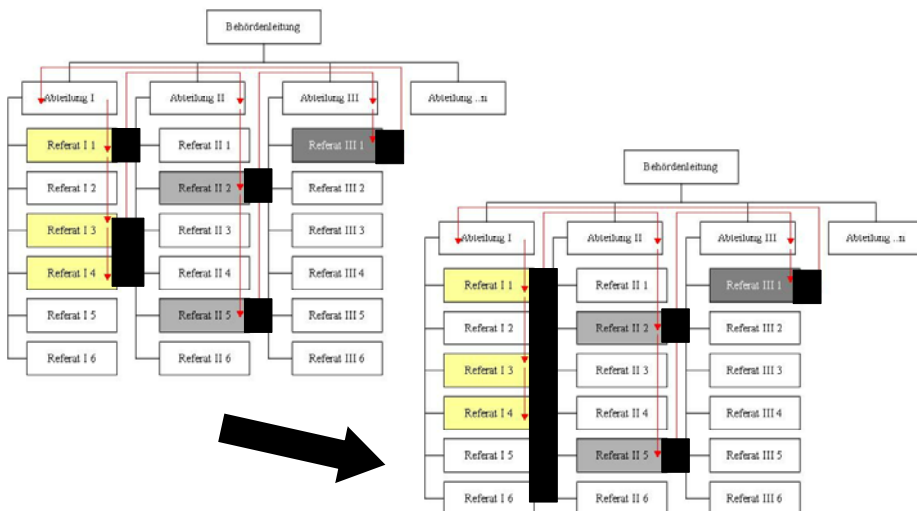 Behördenleitung
Abteilung I
Abteilung II
Abteilung III
Abteilung ..n
Referat I 1
Referat II 1
Referat III 1
Referat I 2
Referat II 2
Referat III 2
Referat I 3
Referat II 3
Referat III 3
Referat I 4
Referat II 4
Referat III 4
Referat I 5
Referat II 5
Referat III 5
Referat I 6
Referat II 6
Referat III 6
Behördenleitung
Abteilung I
Abteilung II
Abteilung III
Abteilung ..n
Referat I 1
Referat II 1
Referat III 1
Referat I 2
Referat II 2
Referat III 2
Referat I 3
Referat II 3
Referat III 3
Referat I 4
Referat II 4
Referat III 4
Referat I 5
Referat II 5
Referat III 5
Referat I 6
Referat II 6
Referat III 6